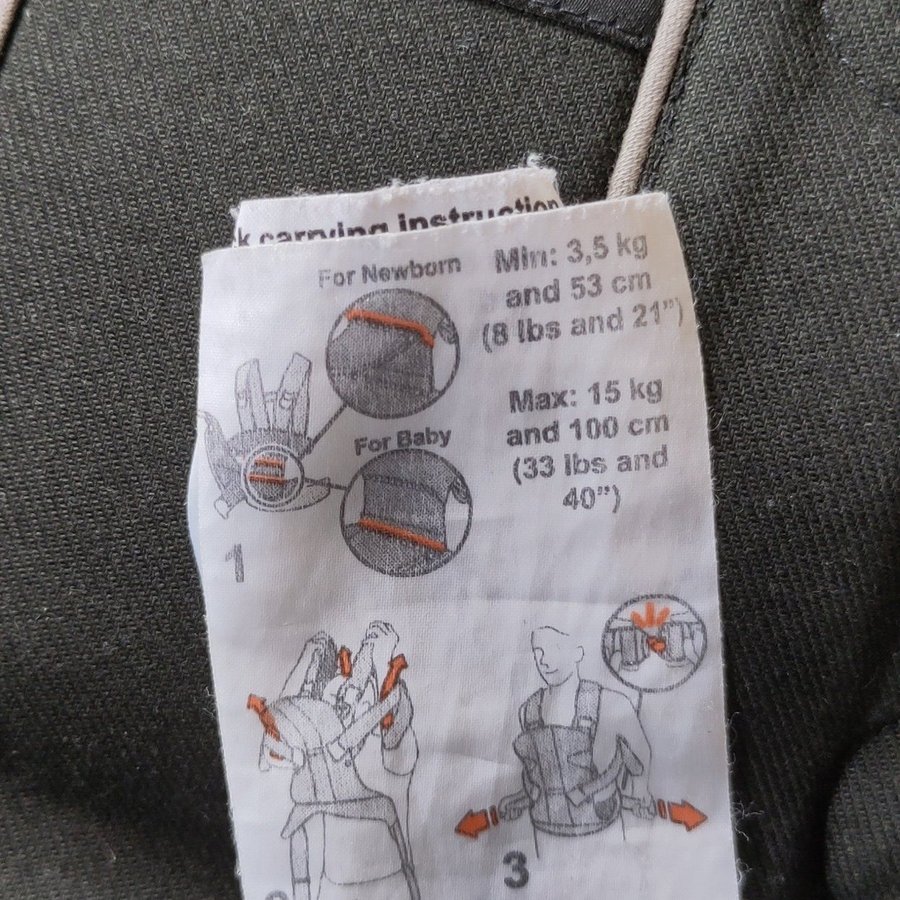 k carrying instruction
For Newborn
Min: 3,5 kg
and 53 cm
(8 lbs and 21”)
For Baby
Max: 15 kg
and 100 cm
(33 lbs and
40”)
1
3